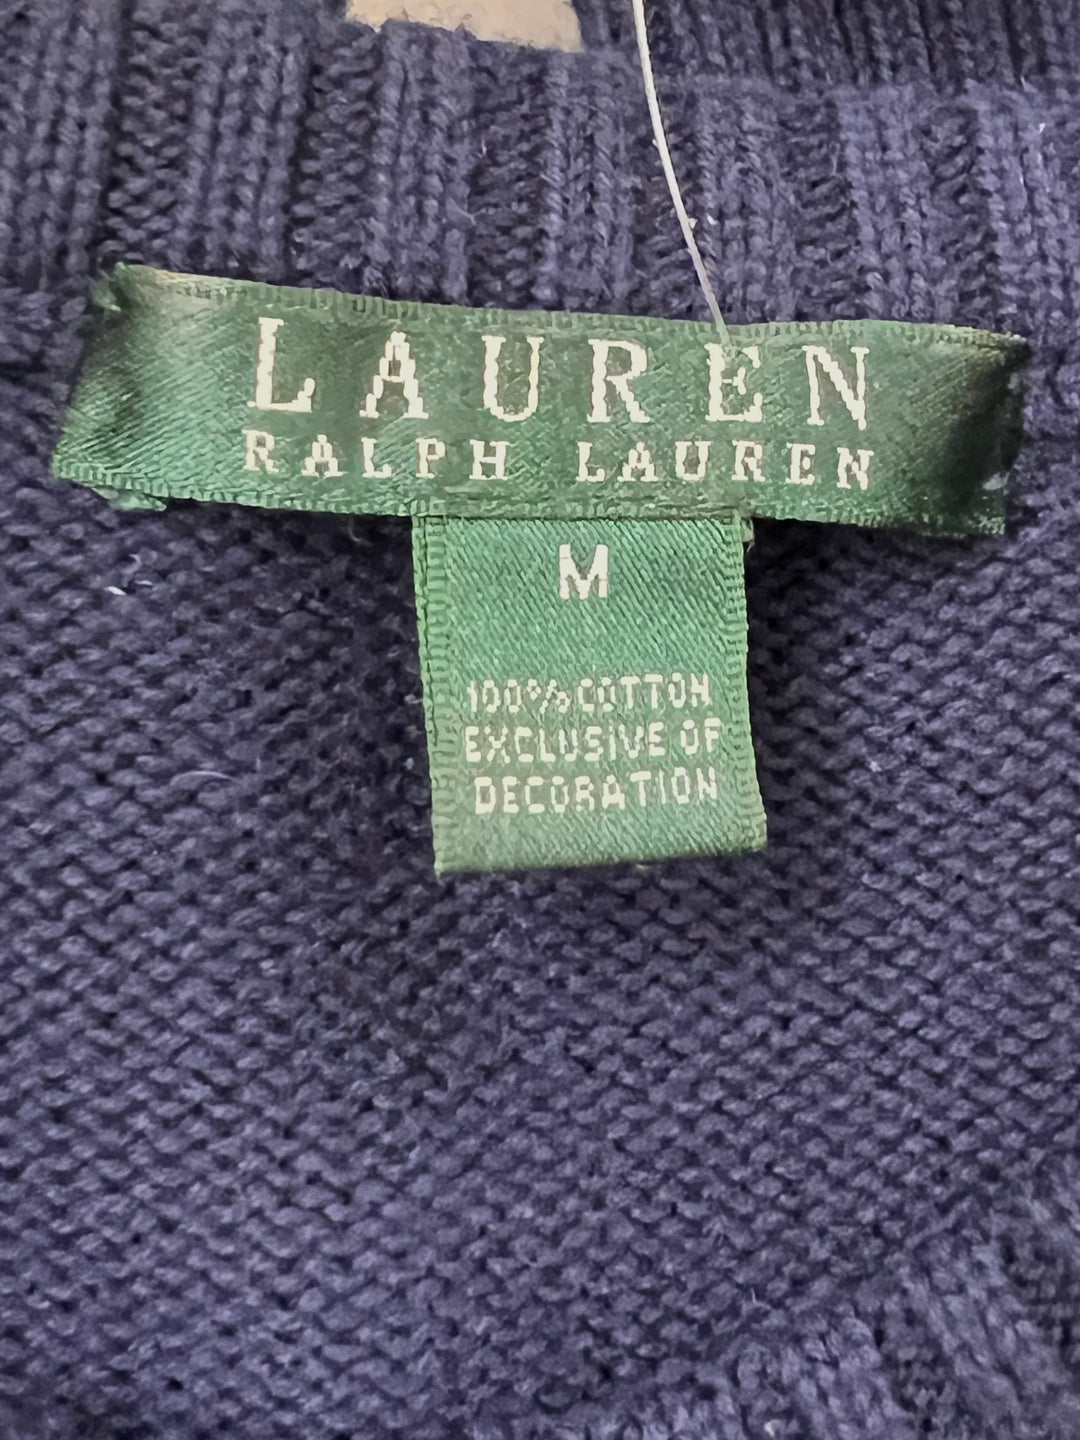 LAUREN
RALPH LAUREN
M
100% COTTON
EXCLUSIVE OF
DECORATION